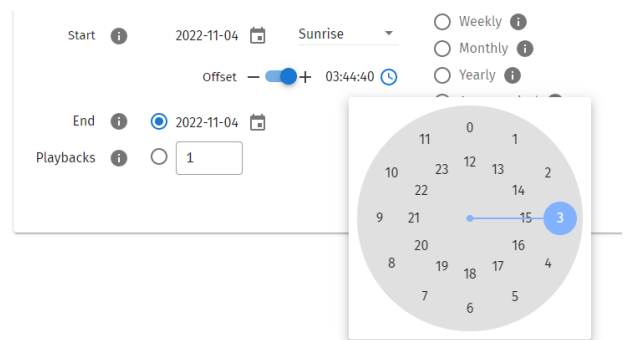 Weekly
Start 2022-11-04 Sunrise
Monthly
Offset — + 03:44:40
Yearly
End 2022-11-04
Playbacks 1
0
11 1
12
10 23 13 2
22 14
9 21 15 3
20 16
8 19 17 4
18
7 5
6